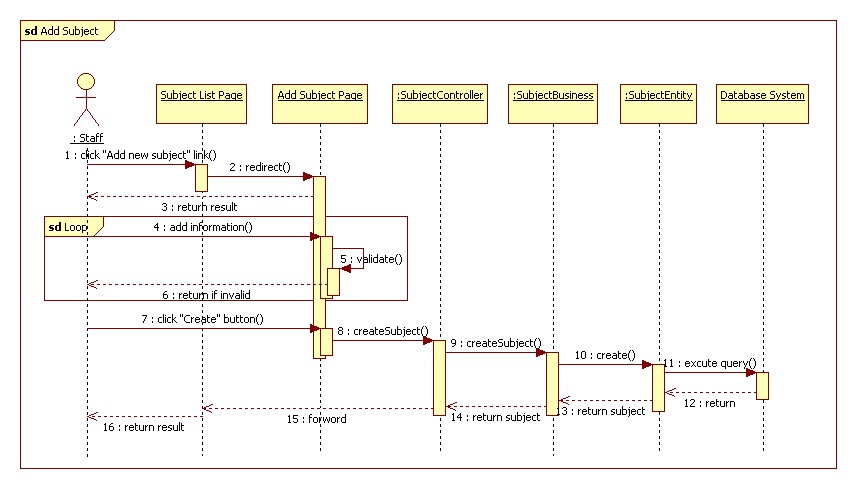 sd Add Subject
: Staff
Subject List Page
Add Subject Page
:SubjectController
:SubjectBusiness
:SubjectEntity
Database System
1 : click "Add new subject" link()
2 : redirect()
3 : return result
sd Loop
4 : add information()
5 : validate()
6 : return if invalid
7 : click "Create" button()
8 : createSubject()
9 : createSubject()
10 : create()
11 : excute query()
12 : return
13 : return subject
14 : return subject
15 : forword
16 : return result